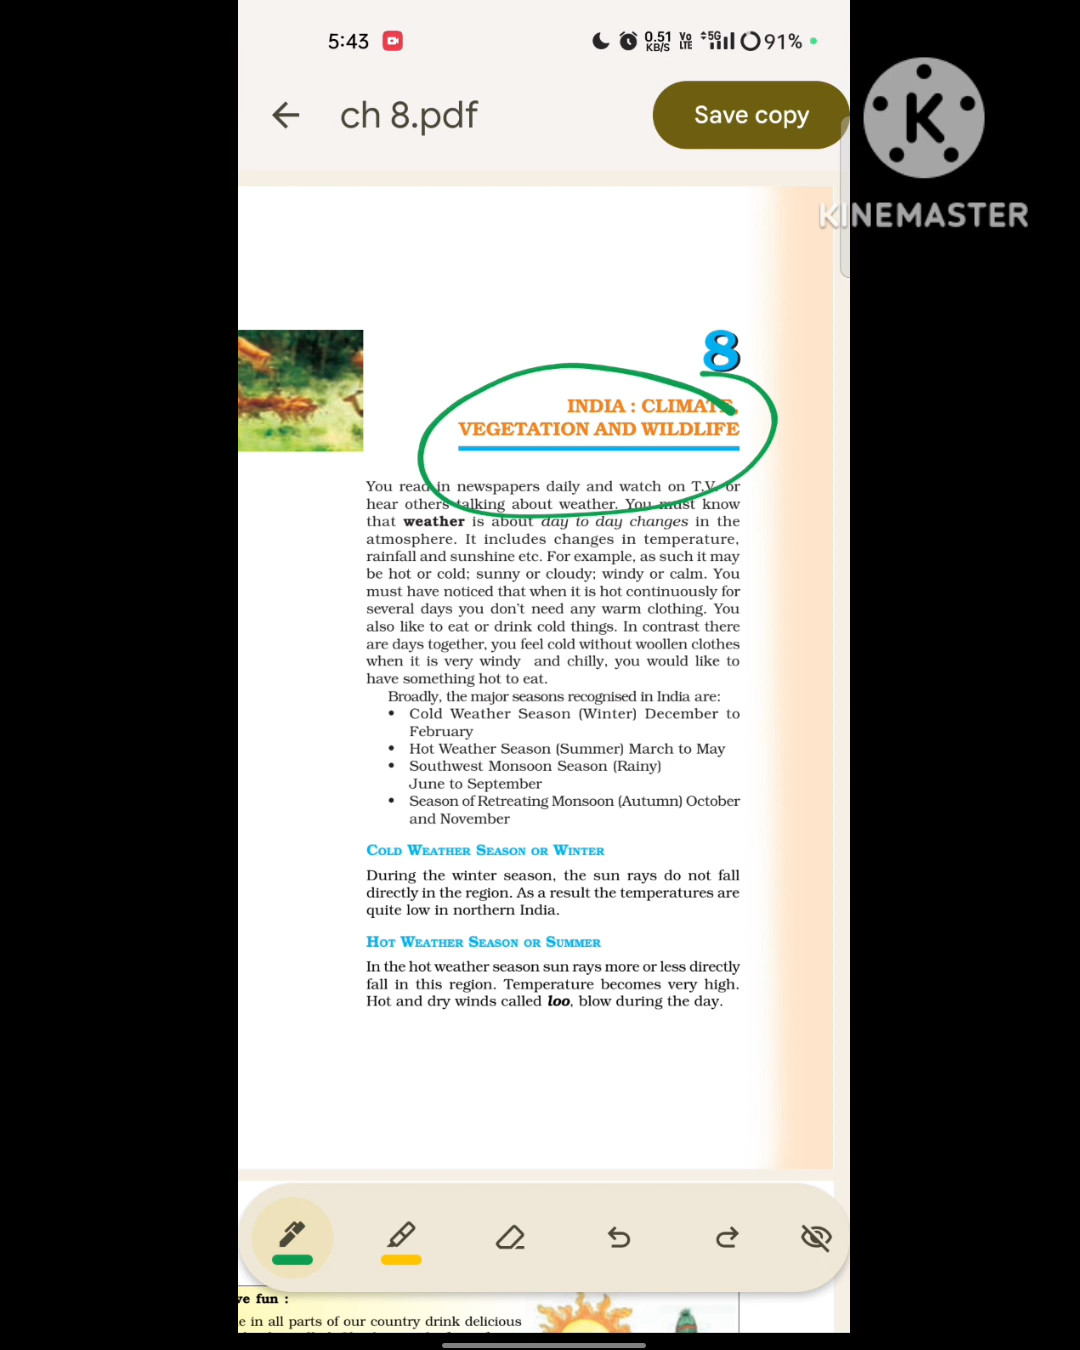 5:43
0.51 KB/S Vo LTE 5G 91%
ch 8.pdf
Save copy
K
KINEMASTER
8
INDIA : CLIMATE,
VEGETATION AND WILDLIFE
You read in newspapers daily and watch on T.V. or
hear others talking about weather. You must know
that weather is about day to day changes in the
atmosphere. It includes changes in temperature,
rainfall and sunshine etc. For example, as such it may
be hot or cold; sunny or cloudy; windy or calm. You
must have noticed that when it is hot continuously for
several days you don't need any warm clothing. You
also like to eat or drink cold things. In contrast there
are days together, you feel cold without woollen clothes
when it is very windy and chilly, you would like to
have something hot to eat.
Broadly, the major seasons recognised in India are:
• Cold Weather Season (Winter) December to
February
• Hot Weather Season (Summer) March to May
• Southwest Monsoon Season (Rainy)
June to September
• Season of Retreating Monsoon (Autumn) October
and November
COLD WEATHER SEASON OR WINTER
During the winter season, the sun rays do not fall
directly in the region. As a result the temperatures are
quite low in northern India.
HOT WEATHER SEASON OR SUMMER
In the hot weather season sun rays more or less directly
fall in this region. Temperature becomes very high.
Hot and dry winds called loo, blow during the day.
ve fun :
e in all parts of our country drink delicious